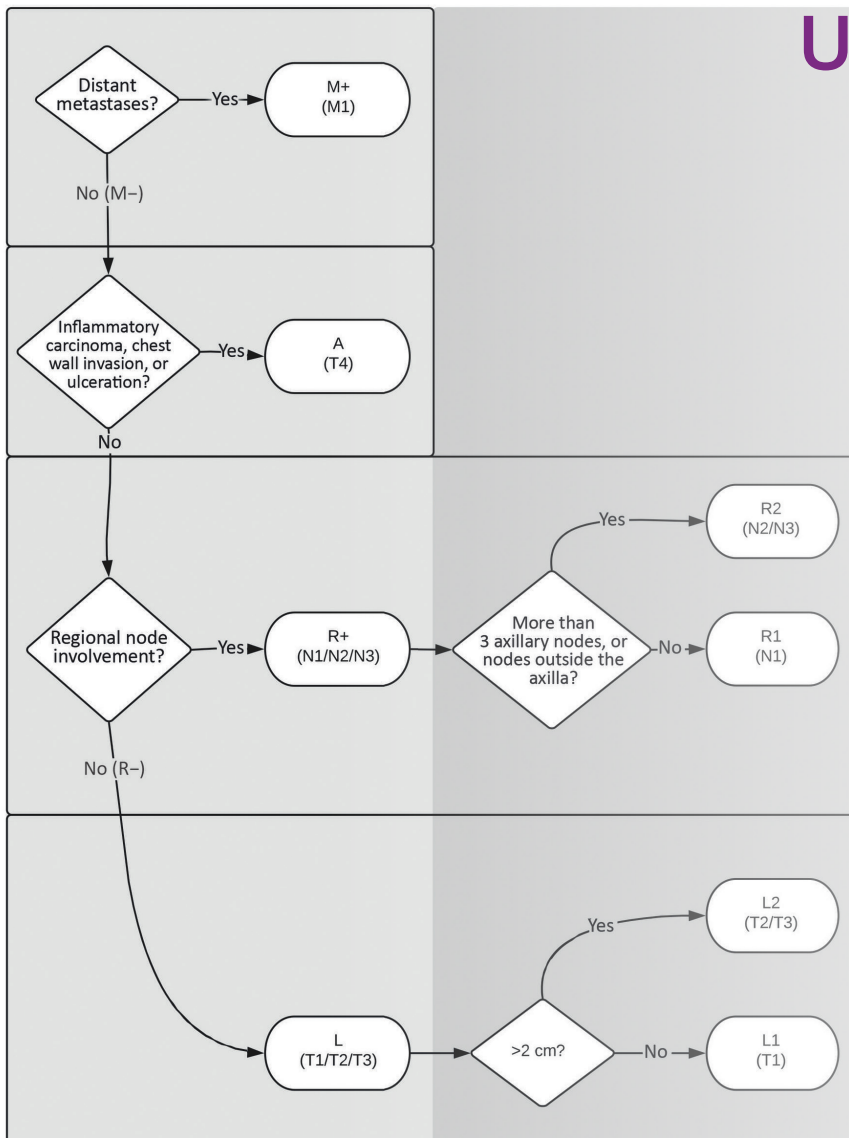 U
Distant
metastases?
Yes
M+
(M1)
No (M−)
Inflammatory
carcinoma, chest
wall invasion, or
ulceration?
Yes
A
(T4)
No
Regional node
involvement?
Yes
R+
(N1/N2/N3)
More than
3 axillary nodes, or
nodes outside the
axilla?
Yes
R2
(N2/N3)
No
R1
(N1)
No (R−)
L
(T1/T2/T3)
>2 cm?
Yes
L2
(T2/T3)
No
L1
(T1)